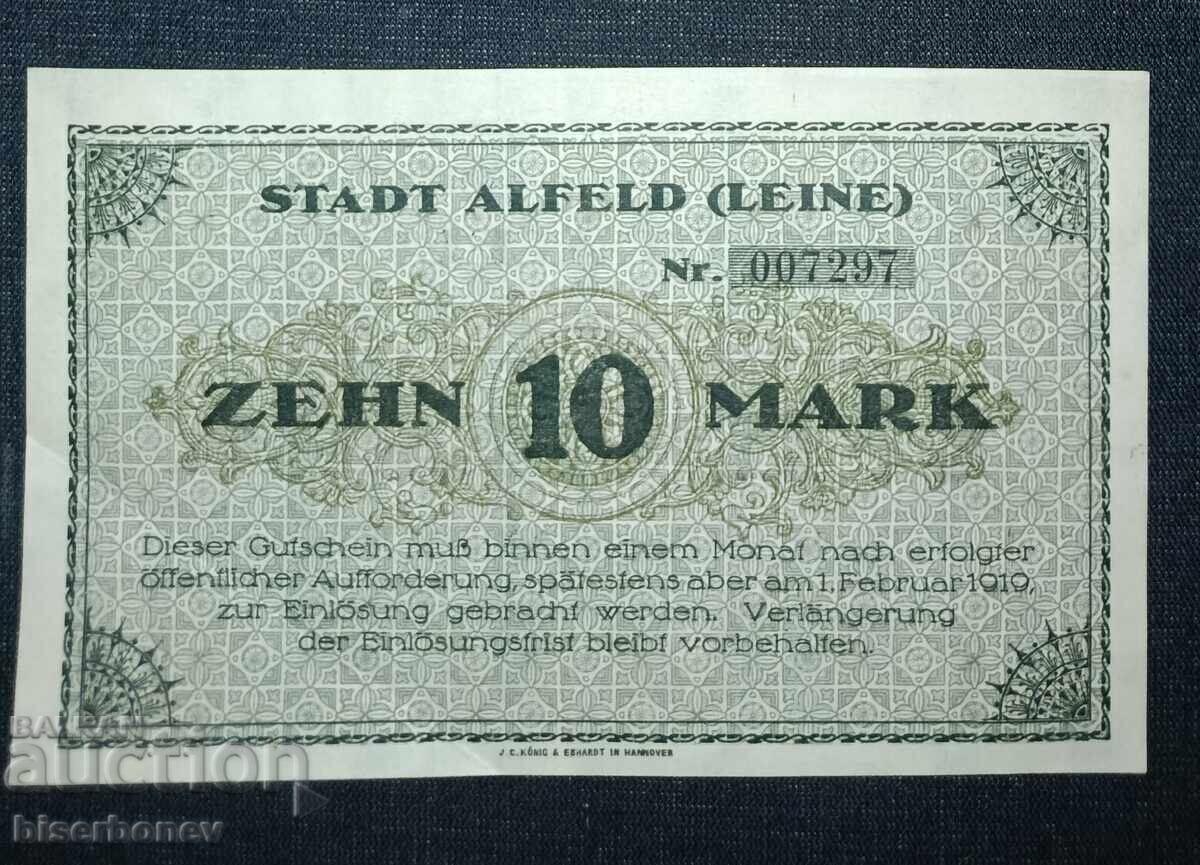 STADT ALFELD (LEINE)
Nr. 007297
ZEHN 10 MARK
Dieser Gutschein muß binnen einem Monat nach erfolgter
öffentlicher Aufforderung, spätestens aber am 1. Februar 1919,
zur Einlösung gebracht werden. Verlängerung
der Einlösungsfrist bleibt vorbehalten.
J. C. KÖNIG & EBHARDT IN HANNOVER
BALKAN
auction
biserbonev